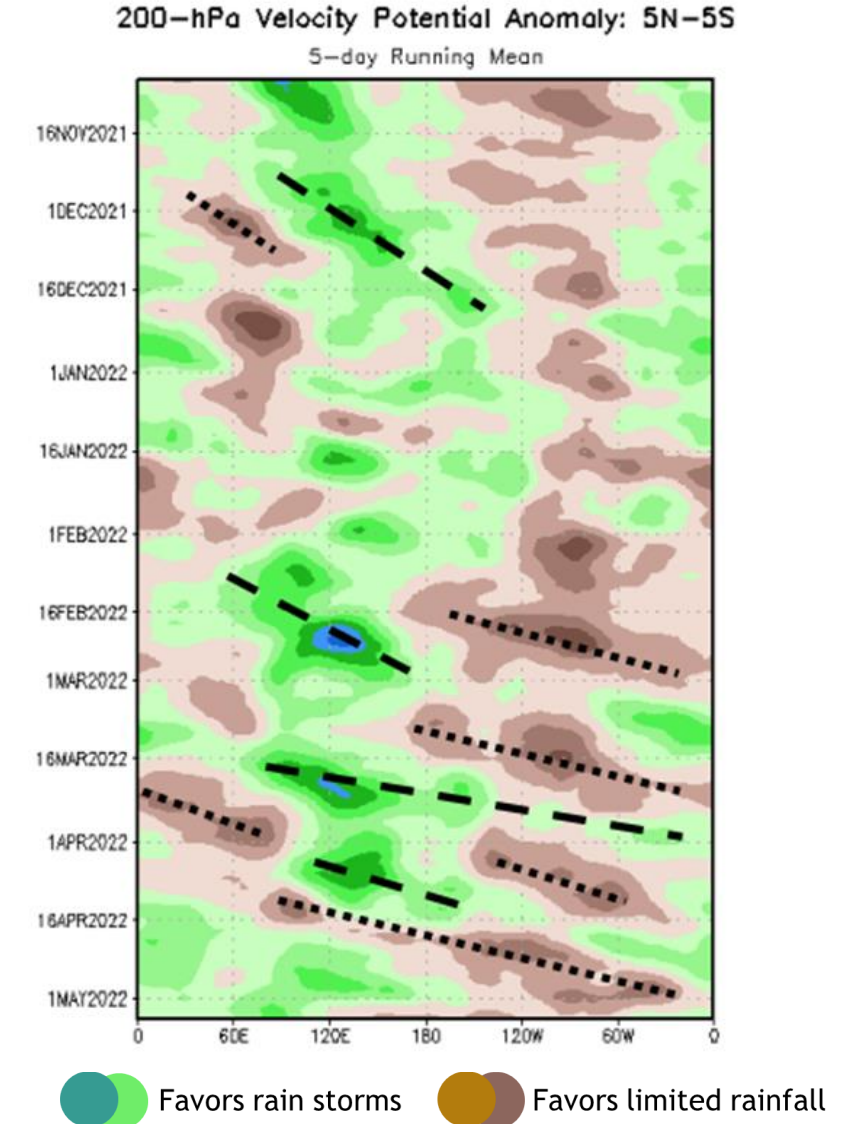 200-hPa Velocity Potential Anomaly: 5N-5S
5-day Running Mean
16NOV2021
1DEC2021
16DEC2021
1JAN2022
16JAN2022
1FEB2022
16FEB2022
1MAR2022
16MAR2022
1APR2022
16APR2022
1MAY2022
0 60E 120E 180 120W 60W 0
Favors rain storms Favors limited rainfall